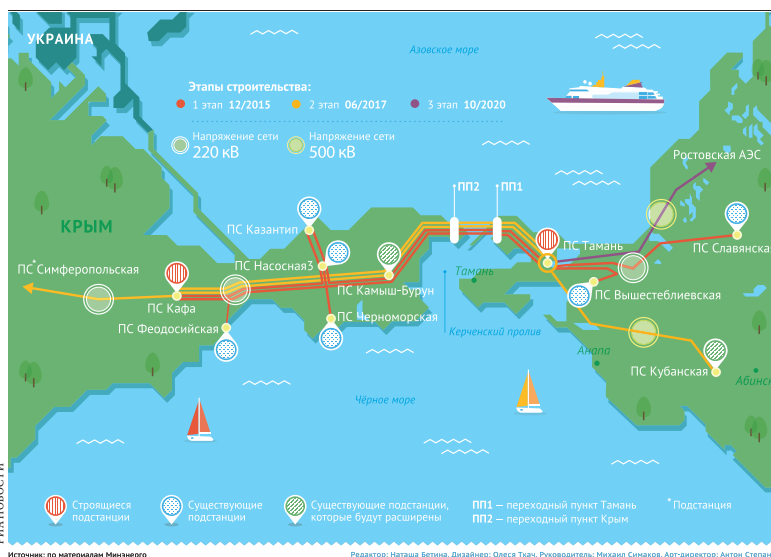 УКРАИНА
Азовское море
Этапы строительства:
1 этап 12/2015
2 этап 06/2017
3 этап 10/2020
Напряжение сети
220 кВ
Напряжение сети
500 кВ
Ростовская АЭС
ПП2
ПП1
КРЫМ
ПС Казантип
ПС Тамань
ПС Славянская
ПС* Симферопольская
ПС Насосная3
ПС Камыш-Бурун
Тамань
ПС Вышестеблиевская
ПС Кафа
ПС Черноморская
ПС Феодосийская
Керченский пролив
Анапа
ПС Кубанская
Абинск
Чёрное море
Строящиеся
подстанции
Существующие
подстанции
Существующие подстанции,
которые будут расширены
ПП1 — переходный пункт Тамань
ПП2 — переходный пункт Крым
* Подстанция
Источник: по материалам Минэнерго
Редактор: Наташа Бетина. Дизайнер: Олеся Ткач. Руководитель: Михаил Симаков. Арт-директор: Антон Степан